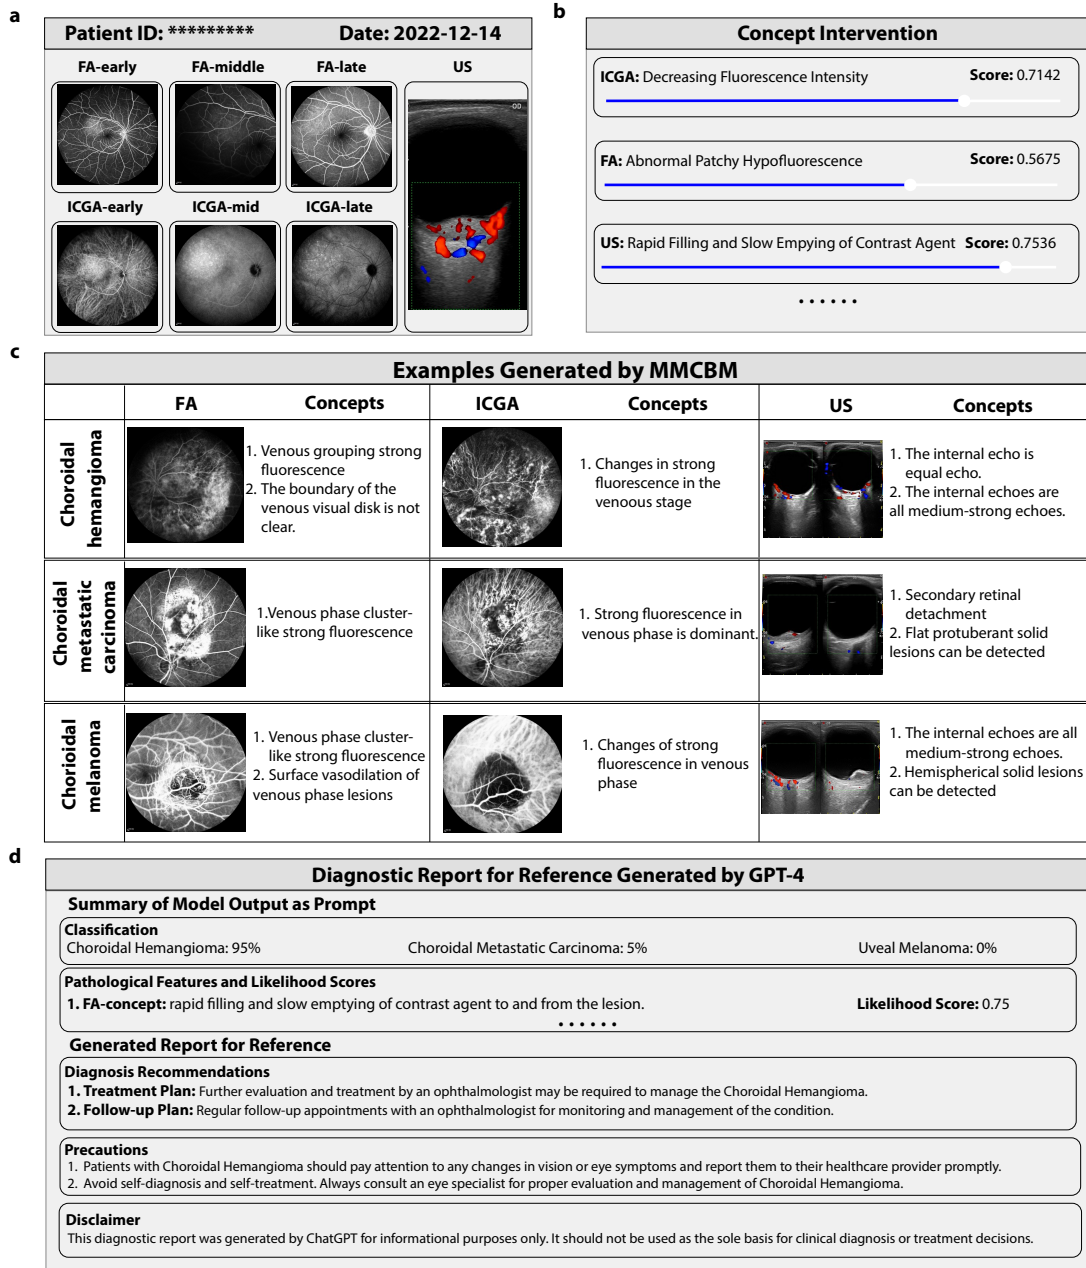 a
Patient ID: ********* Date: 2022-12-14
FA-early FA-middle FA-late US
OD
ICGA-early ICGA-mid ICGA-late
b
Concept Intervention
ICGA: Decreasing Fluorescence Intensity Score: 0.7142
FA: Abnormal Patchy Hypofluorescence Score: 0.5675
US: Rapid Filling and Slow Empying of Contrast Agent Score: 0.7536
......
c
Examples Generated by MMCBM
FA Concepts ICGA Concepts US Concepts
Choroidal
hemangioma
1. Venous grouping strong
fluorescence
2. The boundary of the
venous visual disk is not
clear.
1. Changes in strong
fluorescence in the
venous stage
1. The internal echo is
equal echo.
2. The internal echoes are
all medium-strong echoes.
Choroidal
metastatic
carcinoma
1.Venous phase cluster-
like strong fluorescence
1. Strong fluorescence in
venous phase is dominant.
1. Secondary retinal
detachment
2. Flat protuberant solid
lesions can be detected
Chorioidal
melanoma
1. Venous phase cluster-
like strong fluorescence
2. Surface vasodilation of
venous phase lesions
1. Changes of strong
fluorescence in venous
phase
1. The internal echoes are all
medium-strong echoes.
2. Hemispherical solid lesions
can be detected
d
Diagnostic Report for Reference Generated by GPT-4
Summary of Model Output as Prompt
Classification
Choroidal Hemangioma: 95% Choroidal Metastatic Carcinoma: 5% Uveal Melanoma: 0%
Pathological Features and Likelihood Scores
1. FA-concept: rapid filling and slow emptying of contrast agent to and from the lesion. Likelihood Score: 0.75
......
Generated Report for Reference
Diagnosis Recommendations
1. Treatment Plan: Further evaluation and treatment by an ophthalmologist may be required to manage the Choroidal Hemangioma.
2. Follow-up Plan: Regular follow-up appointments with an ophthalmologist for monitoring and management of the condition.
Precautions
1. Patients with Choroidal Hemangioma should pay attention to any changes in vision or eye symptoms and report them to their healthcare provider promptly.
2. Avoid self-diagnosis and self-treatment. Always consult an eye specialist for proper evaluation and management of Choroidal Hemangioma.
Disclaimer
This diagnostic report was generated by ChatGPT for informational purposes only. It should not be used as the sole basis for clinical diagnosis or treatment decisions.